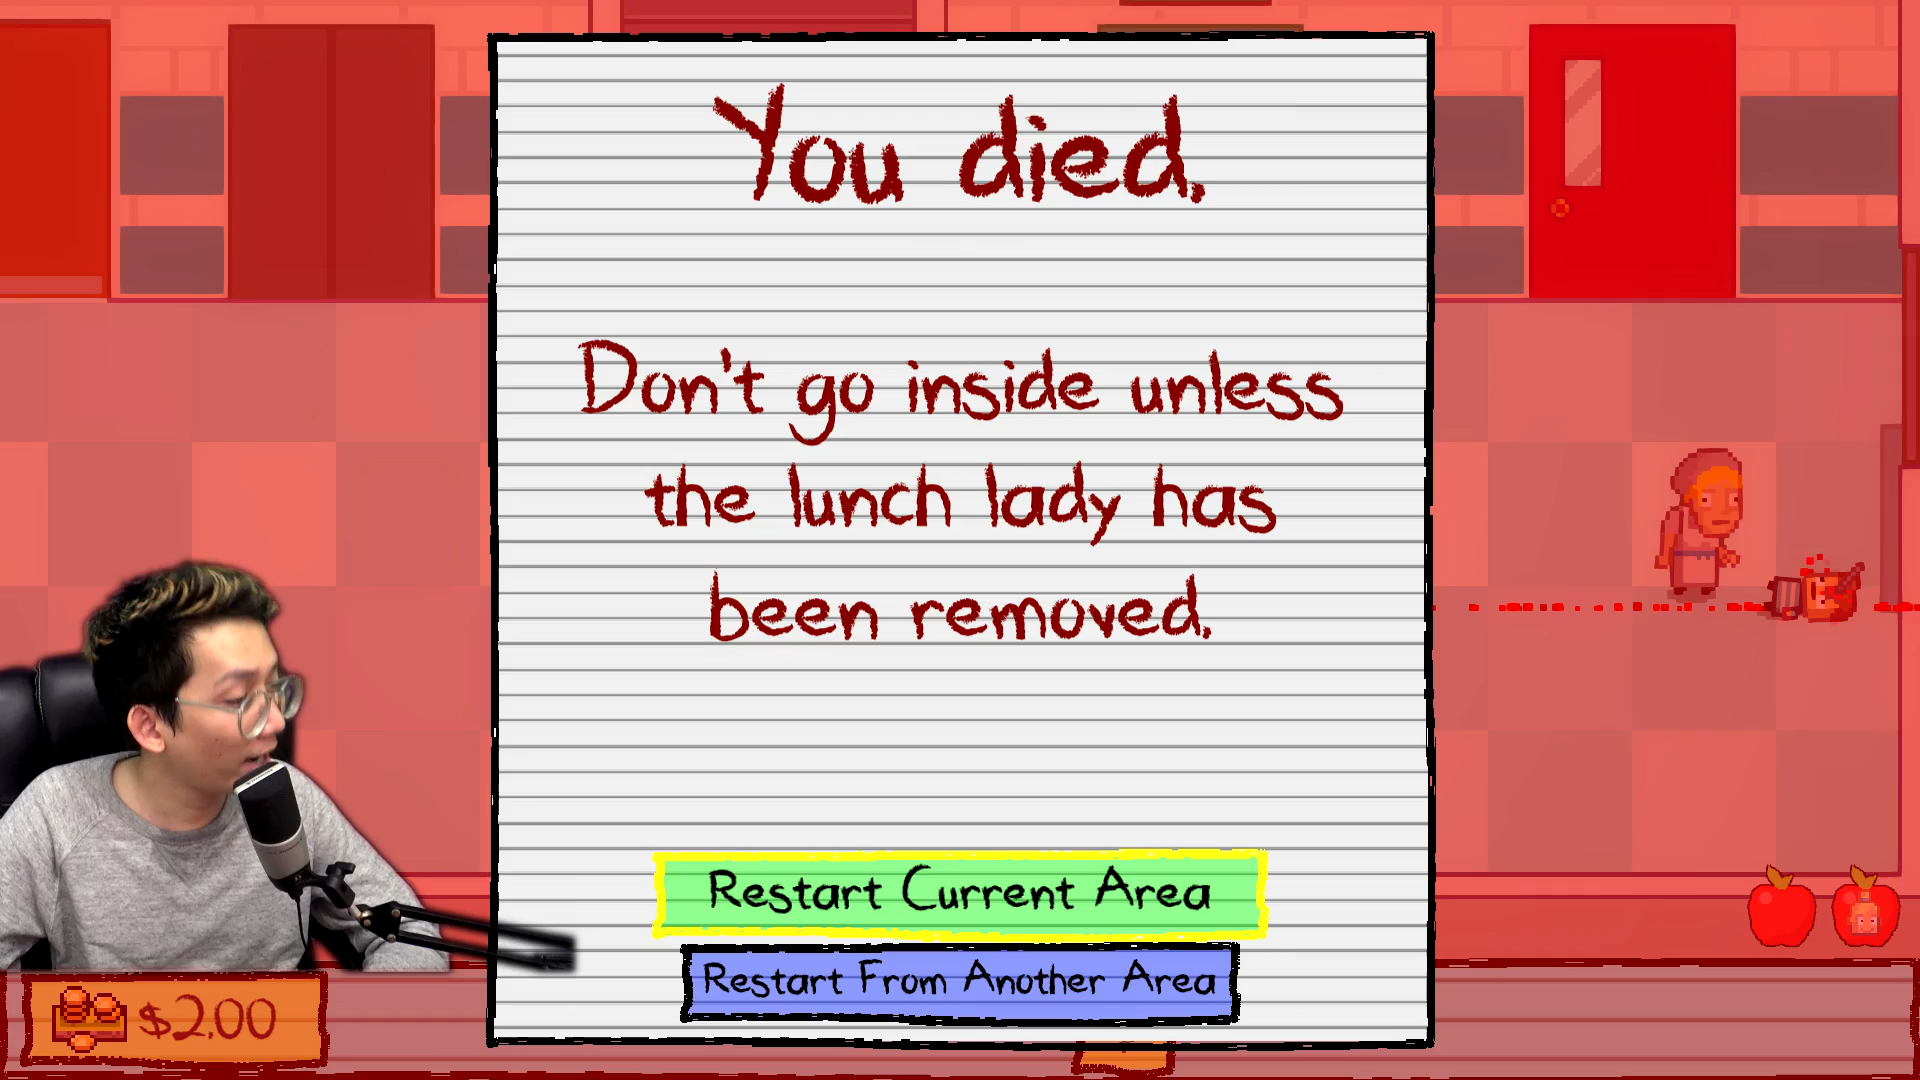 You died.
Don't go inside unless
the lunch lady has
been removed.
Restart Current Area
Restart From Another Area
$2.00